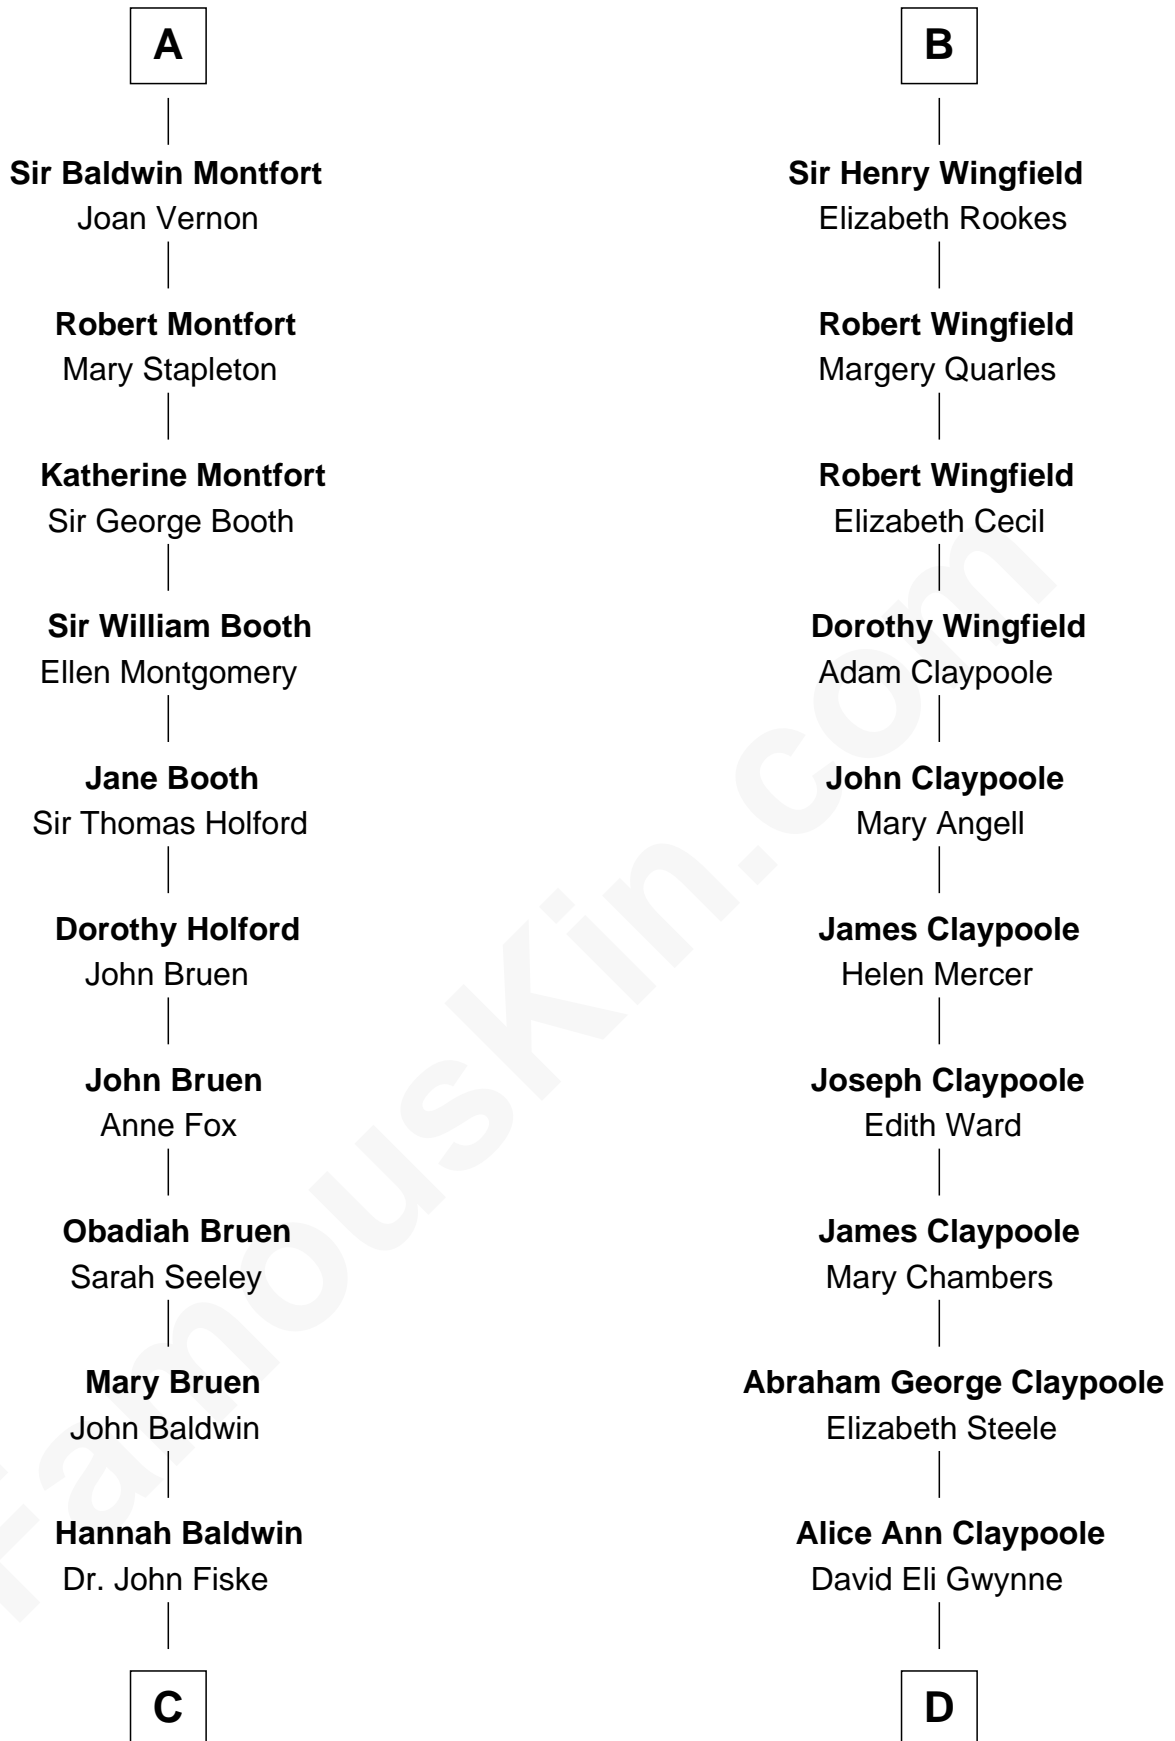 A
Sir Baldwin Montfort
Joan Vernon
Robert Montfort
Mary Stapleton
Katherine Montfort
Sir George Booth
Sir William Booth
Ellen Montgomery
Jane Booth
Sir Thomas Holford
Dorothy Holford
John Bruen
John Bruen
Anne Fox
Obadiah Bruen
Sarah Seeley
Mary Bruen
John Baldwin
Hannah Baldwin
Dr. John Fiske
C
B
Sir Henry Wingfield
Elizabeth Rookes
Robert Wingfield
Margery Quarles
Robert Wingfield
Elizabeth Cecil
Dorothy Wingfield
Adam Claypoole
John Claypoole
Mary Angell
James Claypoole
Helen Mercer
Joseph Claypoole
Edith Ward
James Claypoole
Mary Chambers
Abraham George Claypoole
Elizabeth Steele
Alice Ann Claypoole
David Eli Gwynne
D
FamousKin.com